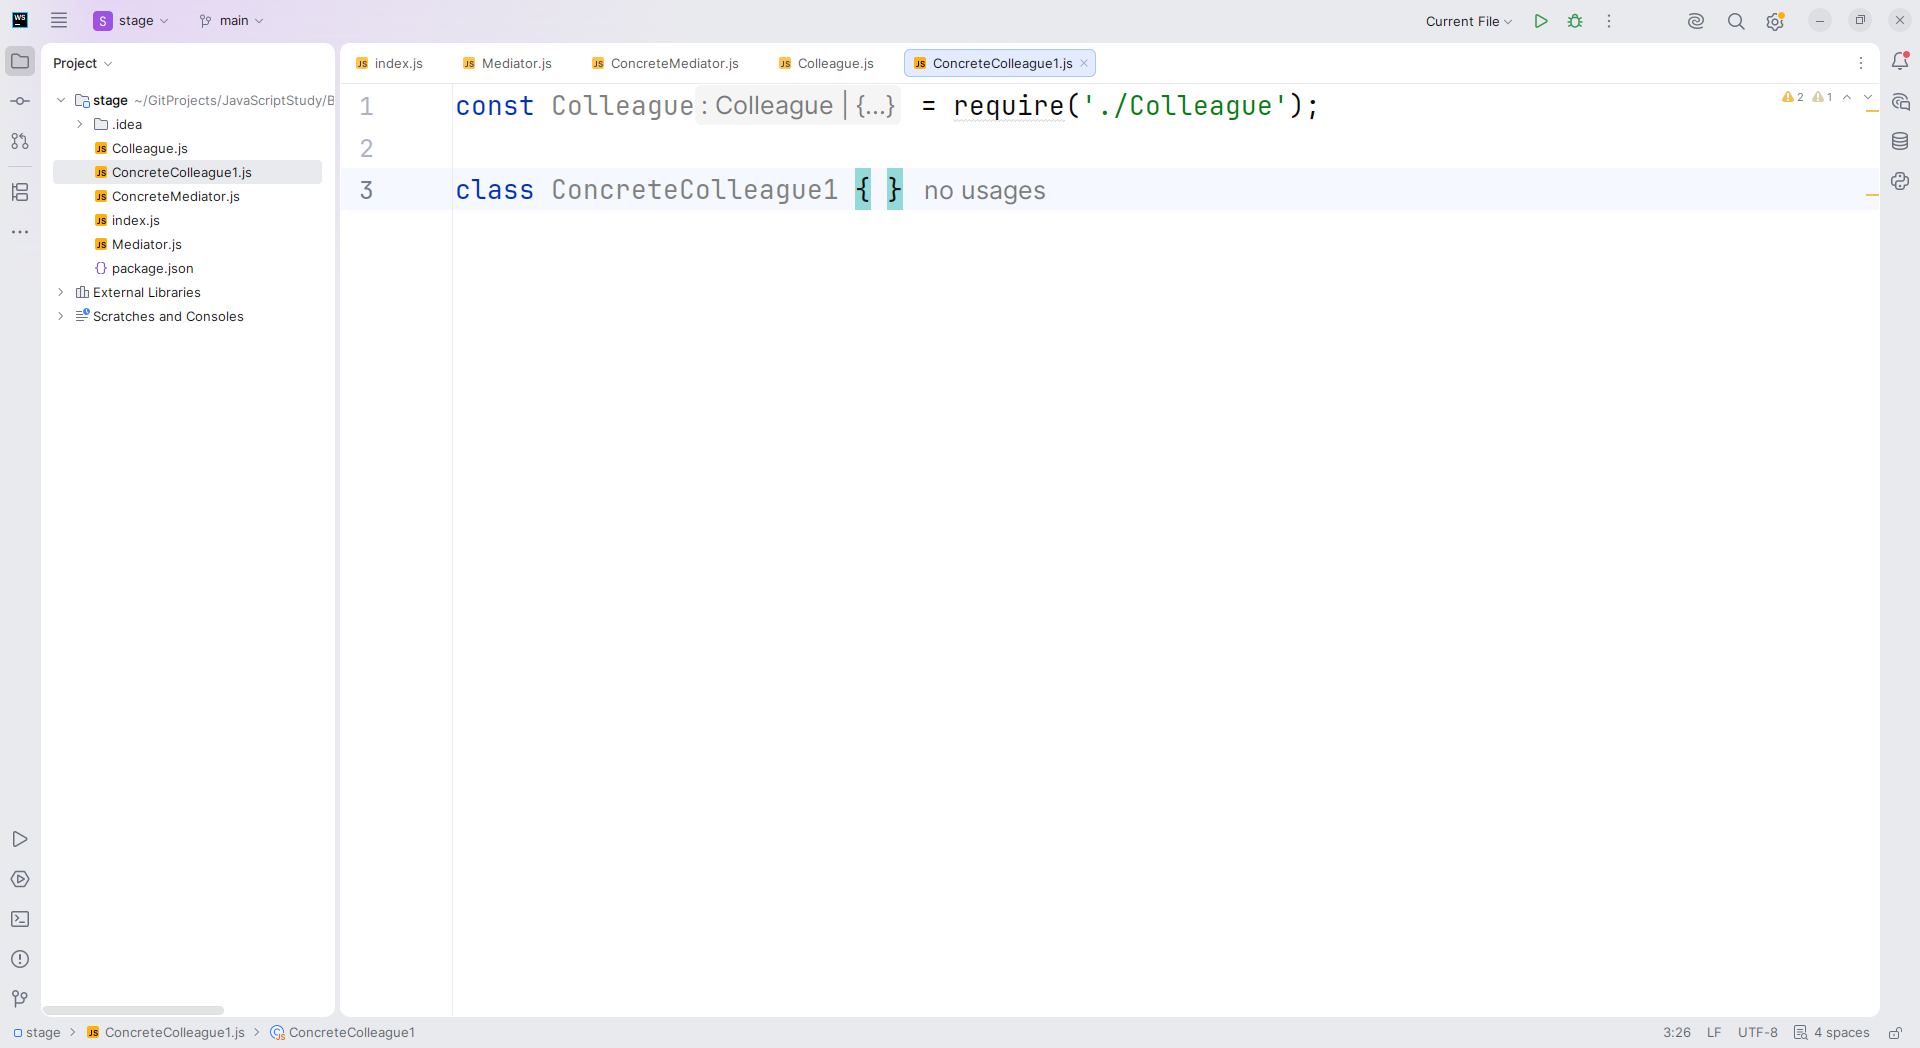 WS
S stage
main
Current File
Project
index.js
Mediator.js
ConcreteMediator.js
Colleague.js
ConcreteColleague1.js
stage ~/GitProjects/JavaScriptStudy/B
.idea
Colleague.js
ConcreteColleague1.js
ConcreteMediator.js
index.js
Mediator.js
package.json
External Libraries
Scratches and Consoles
1 const Colleague : Colleague | {...} = require('./Colleague');
2
3 class ConcreteColleague1 { } no usages
2 1
stage > ConcreteColleague1.js > ConcreteColleague1
3:26 LF UTF-8 4 spaces